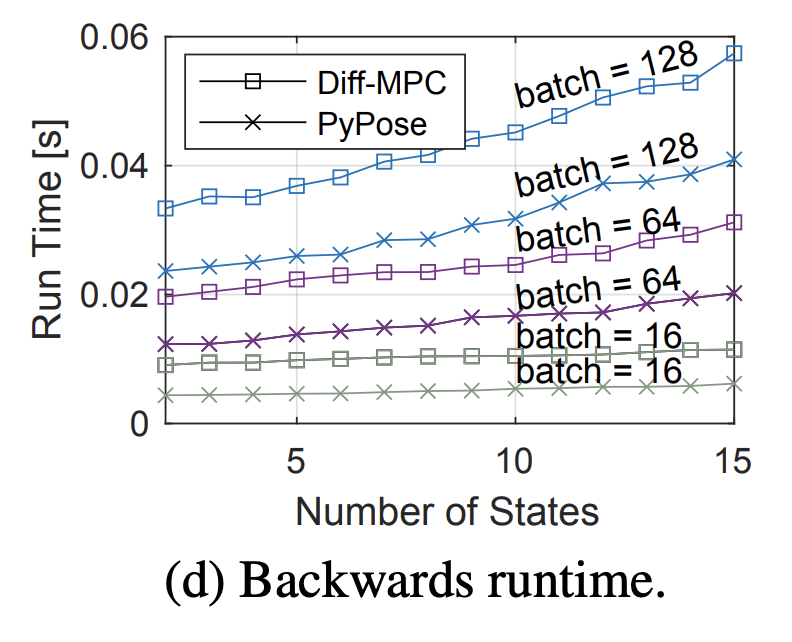 0.06
0.04
0.02
0
Run Time [s]
Diff-MPC
PyPose
batch = 128
batch = 128
batch = 64
batch = 64
batch = 16
batch = 16
5
10
15
Number of States
(d) Backwards runtime.